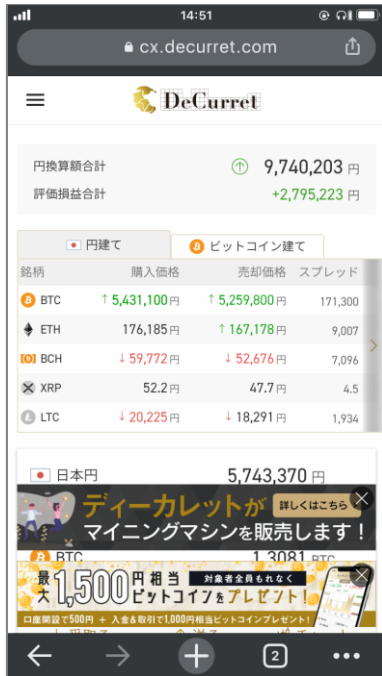 14:51
cx.decurret.com
DeCurret
円換算額合計 9,740,203 円
評価損益合計 +2,795,223 円
円建て ビットコイン建て
銘柄 購入価格 売却価格 スプレッド
BTC ↑ 5,431,100 円 ↑ 5,259,800 円 171,300
ETH 176,185 円 ↑ 167,178 円 9,007
BCH ↓ 59,772 円 ↓ 52,676 円 7,096
XRP 52.2 円 47.7 円 4.5
LTC ↓ 20,225 円 ↓ 18,291 円 1,934
日本円 5,743,370 円
ディーカレットが 詳しくはこちら
マイニングマシンを販売します!
BTC 1.3081 BTC
最大1,500円相当 対象者全員もれなく
ビットコインをプレゼント!
口座開設で500円 + 入金&取引で1,000円相当ビットコインプレゼント!
2